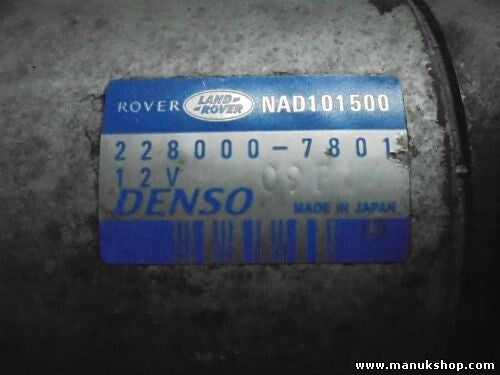 ROVER LAND-ROVER NAD101500
228000-7801
12V
DENSO MADE IN JAPAN
www.manukshop.com